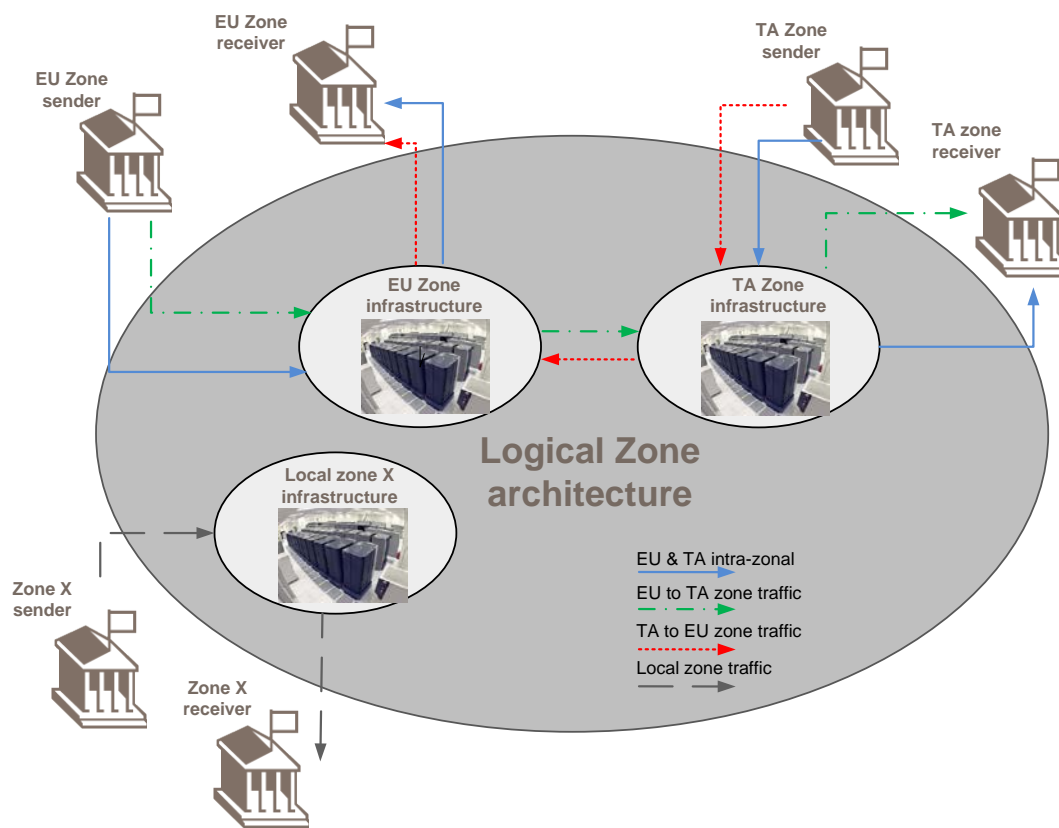 EU Zone
receiver
TA Zone
sender
EU Zone
sender
TA zone
receiver
EU Zone
infrastructure
TA Zone
infrastructure
Logical Zone
architecture
Local zone X
infrastructure
EU & TA intra-zonal
EU to TA zone traffic
TA to EU zone traffic
Local zone traffic
Zone X
sender
Zone X
receiver